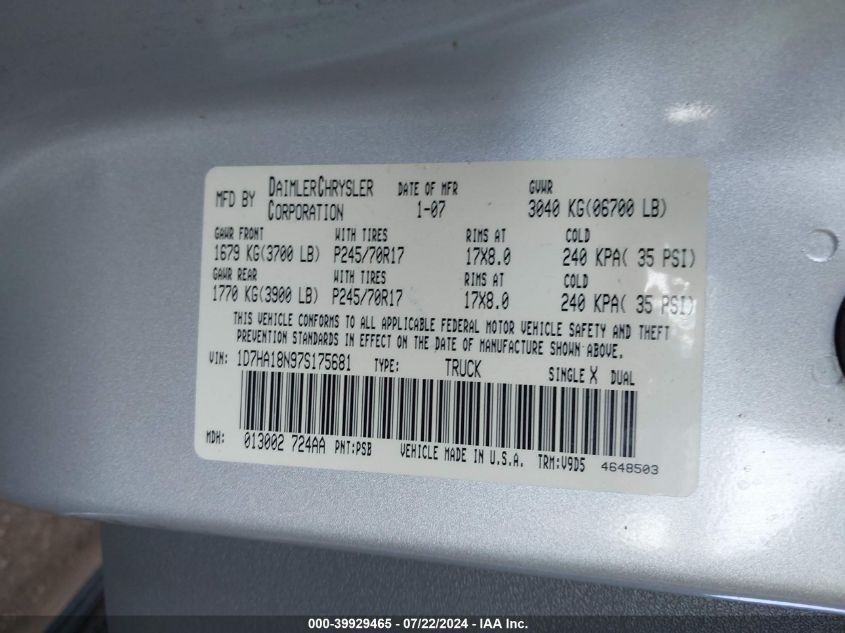 MFD BY DAIMLERCHRYSLER CORPORATION DATE OF MFR 1-07 GVWR 3040 KG(06700 LB)
GAWR FRONT WITH TIRES RIMS AT COLD
1679 KG(3700 LB) P245/70R17 17X8.0 240 KPA( 35 PSI)
GAWR REAR WITH TIRES RIMS AT COLD
1770 KG(3900 LB) P245/70R17 17X8.0 240 KPA( 35 PSI)
THIS VEHICLE CONFORMS TO ALL APPLICABLE FEDERAL MOTOR VEHICLE SAFETY AND THEFT
PREVENTION STANDARDS IN EFFECT ON THE DATE OF MANUFACTURE SHOWN ABOVE.
VIN: 1D7HA18N97S175681 TYPE: TRUCK SINGLE X DUAL
MDH: 013002 724AA PNT:PSB VEHICLE MADE IN U.S.A. TRM:V9D5 4648503
000-39929465 - 07/22/2024 - IAA Inc.